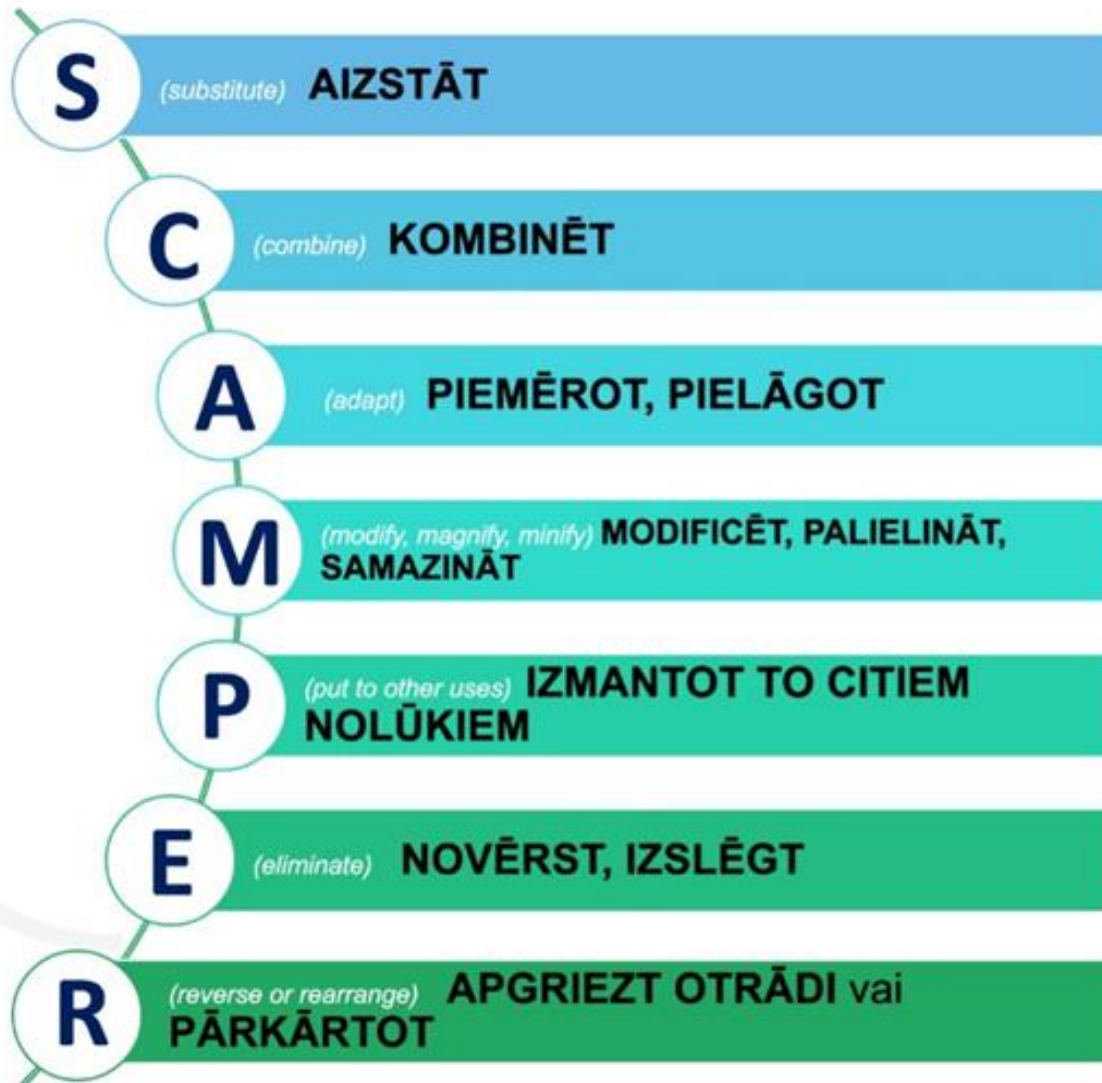 S (substitute) AIZSTĀT
C (combine) KOMBINĒT
A (adapt) PIEMĒROT, PIELĀGOT
M (modify, magnify, minify) MODIFICĒT, PALIELINĀT,
SAMAZINĀT
P (put to other uses) IZMANTOT TO CITIEM
NOLŪKIEM
E (eliminate) NOVĒRST, IZSLĒGT
R (reverse or rearrange) APGRIEZT OTRĀDI vai
PĀRKĀRTOT